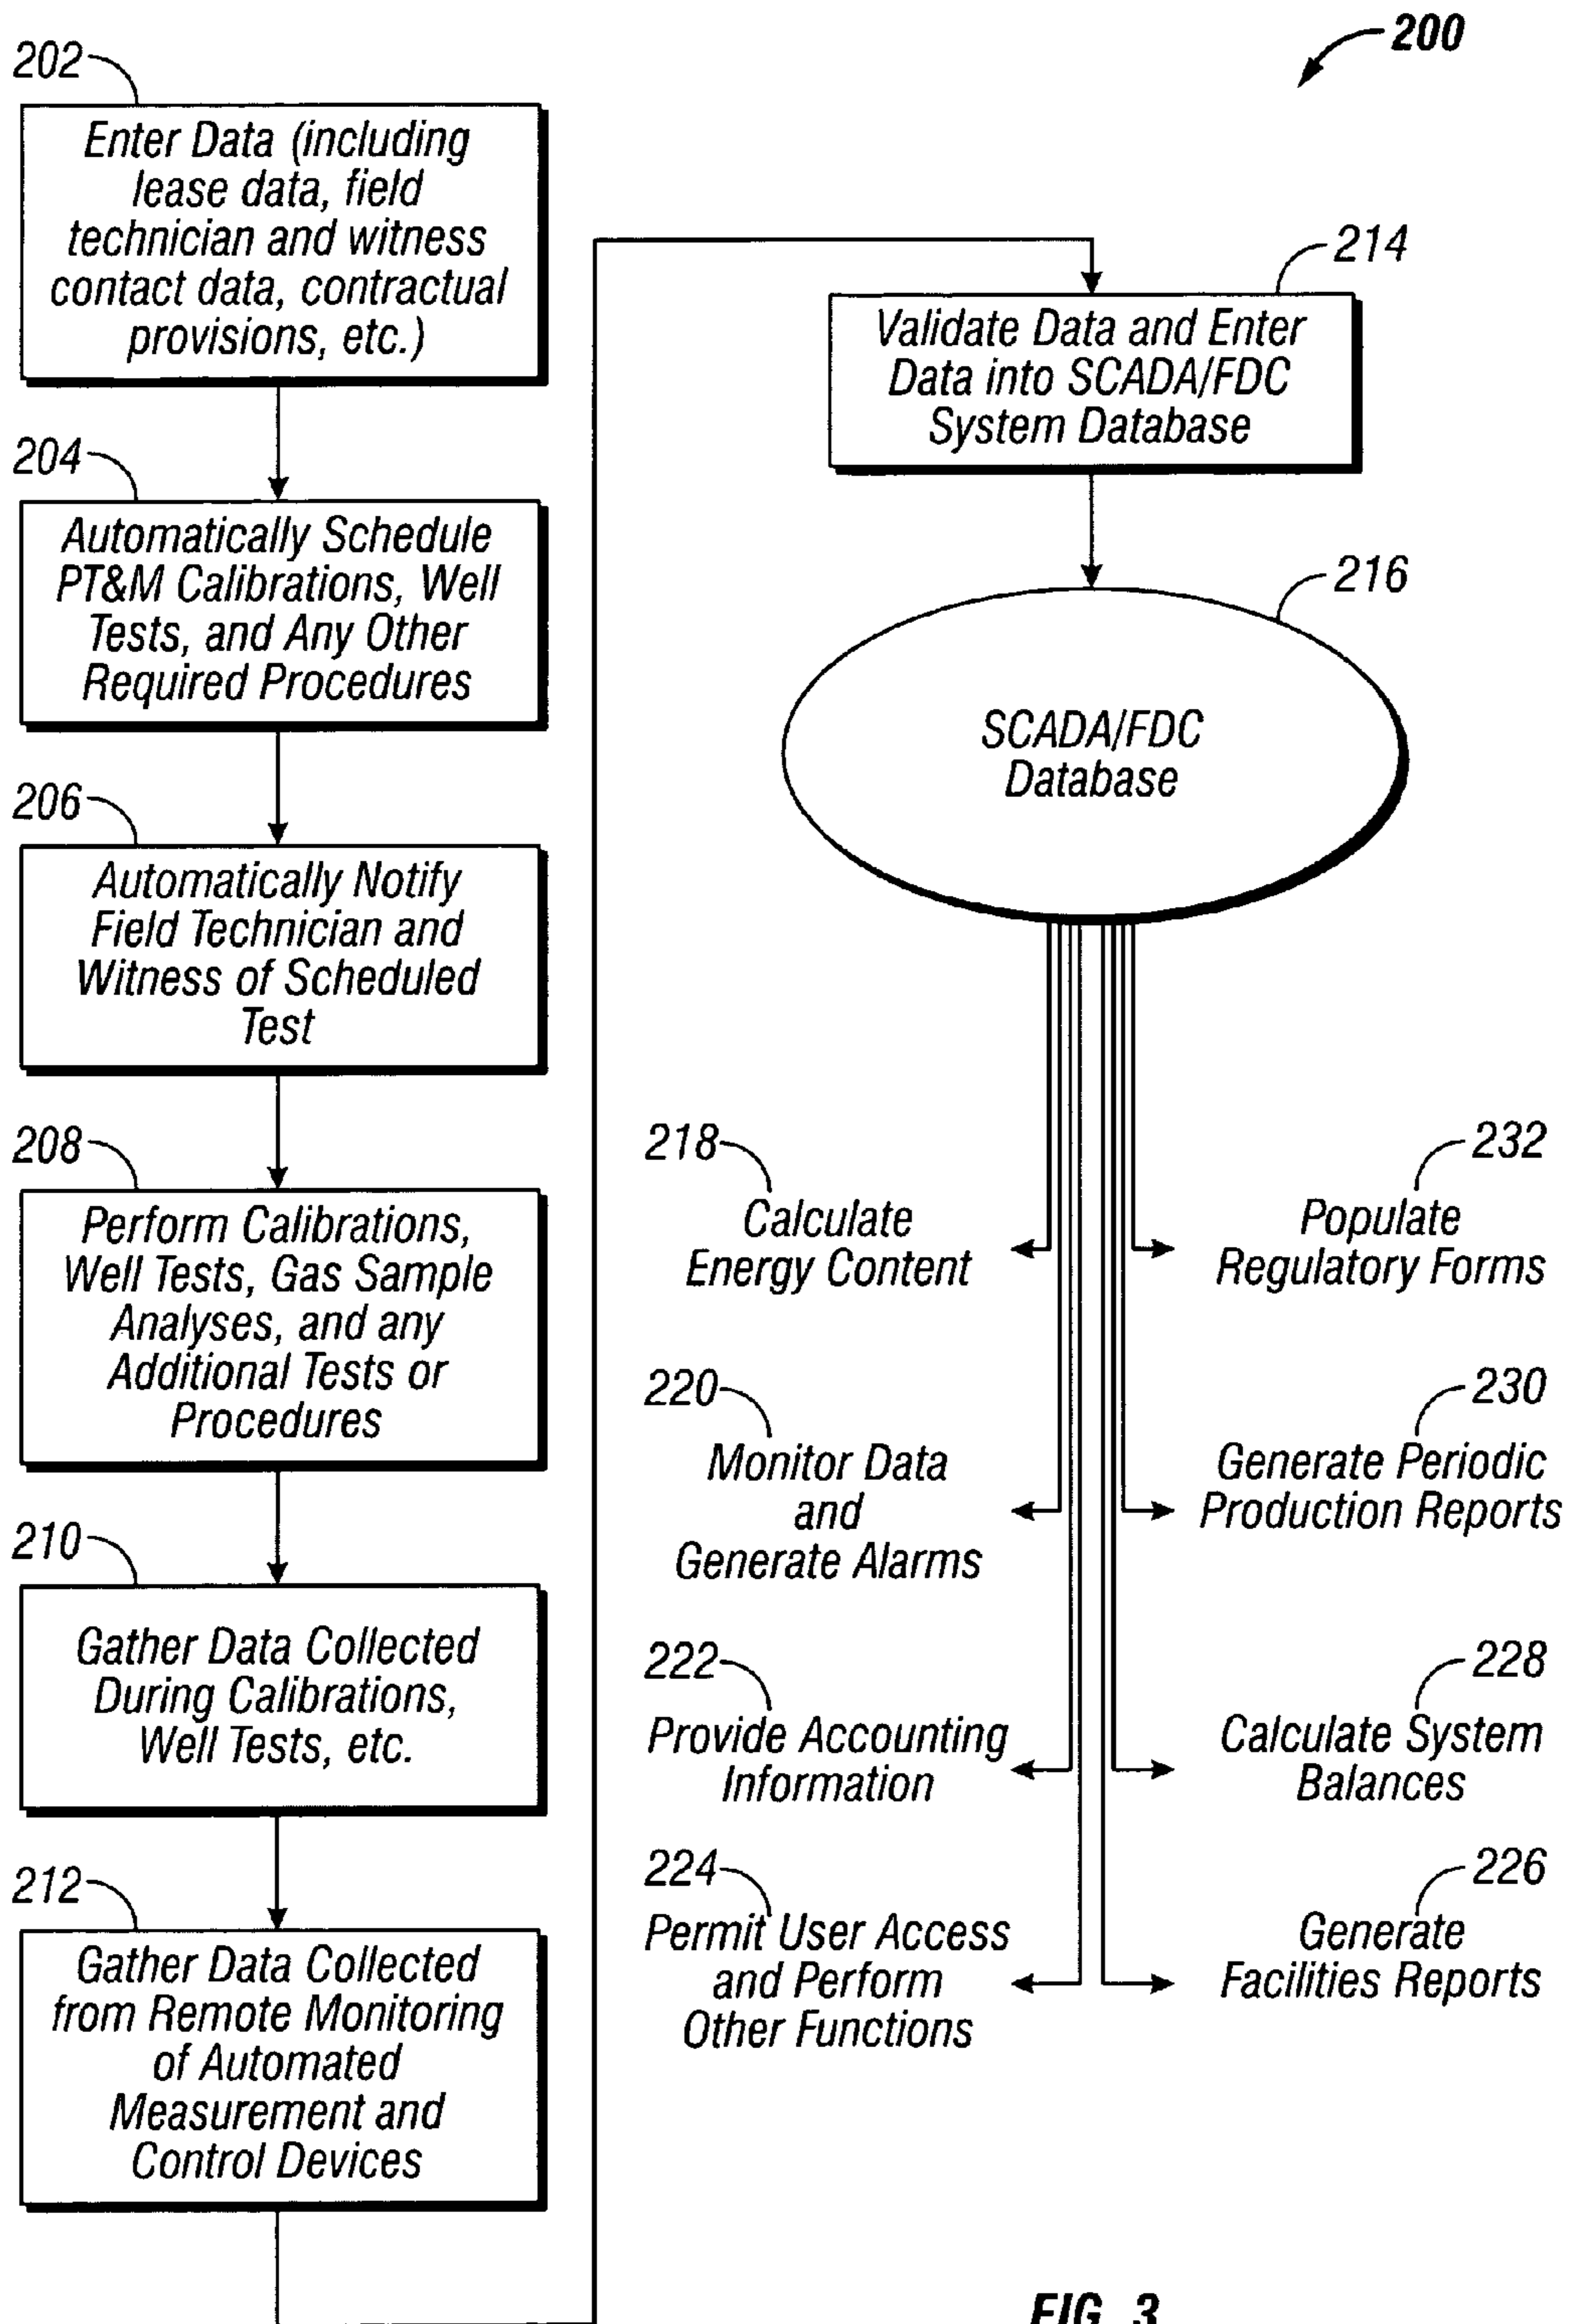 200
202
Enter Data (including
lease data, field
technician and witness
contact data, contractual
provisions, etc.)
204
Automatically Schedule
PT&M Calibrations, Well
Tests, and Any Other
Required Procedures
206
Automatically Notify
Field Technician and
Witness of Scheduled
Test
208
Perform Calibrations,
Well Tests, Gas Sample
Analyses, and any
Additional Tests or
Procedures
210
Gather Data Collected
During Calibrations,
Well Tests, etc.
212
Gather Data Collected
from Remote Monitoring
of Automated
Measurement and
Control Devices
214
Validate Data and Enter
Data into SCADA/FDC
System Database
216
SCADA/FDC
Database
218
Calculate
Energy Content
220
Monitor Data
and
Generate Alarms
222
Provide Accounting
Information
224
Permit User Access
and Perform
Other Functions
232
Populate
Regulatory Forms
230
Generate Periodic
Production Reports
228
Calculate System
Balances
226
Generate
Facilities Reports
FIG. 3